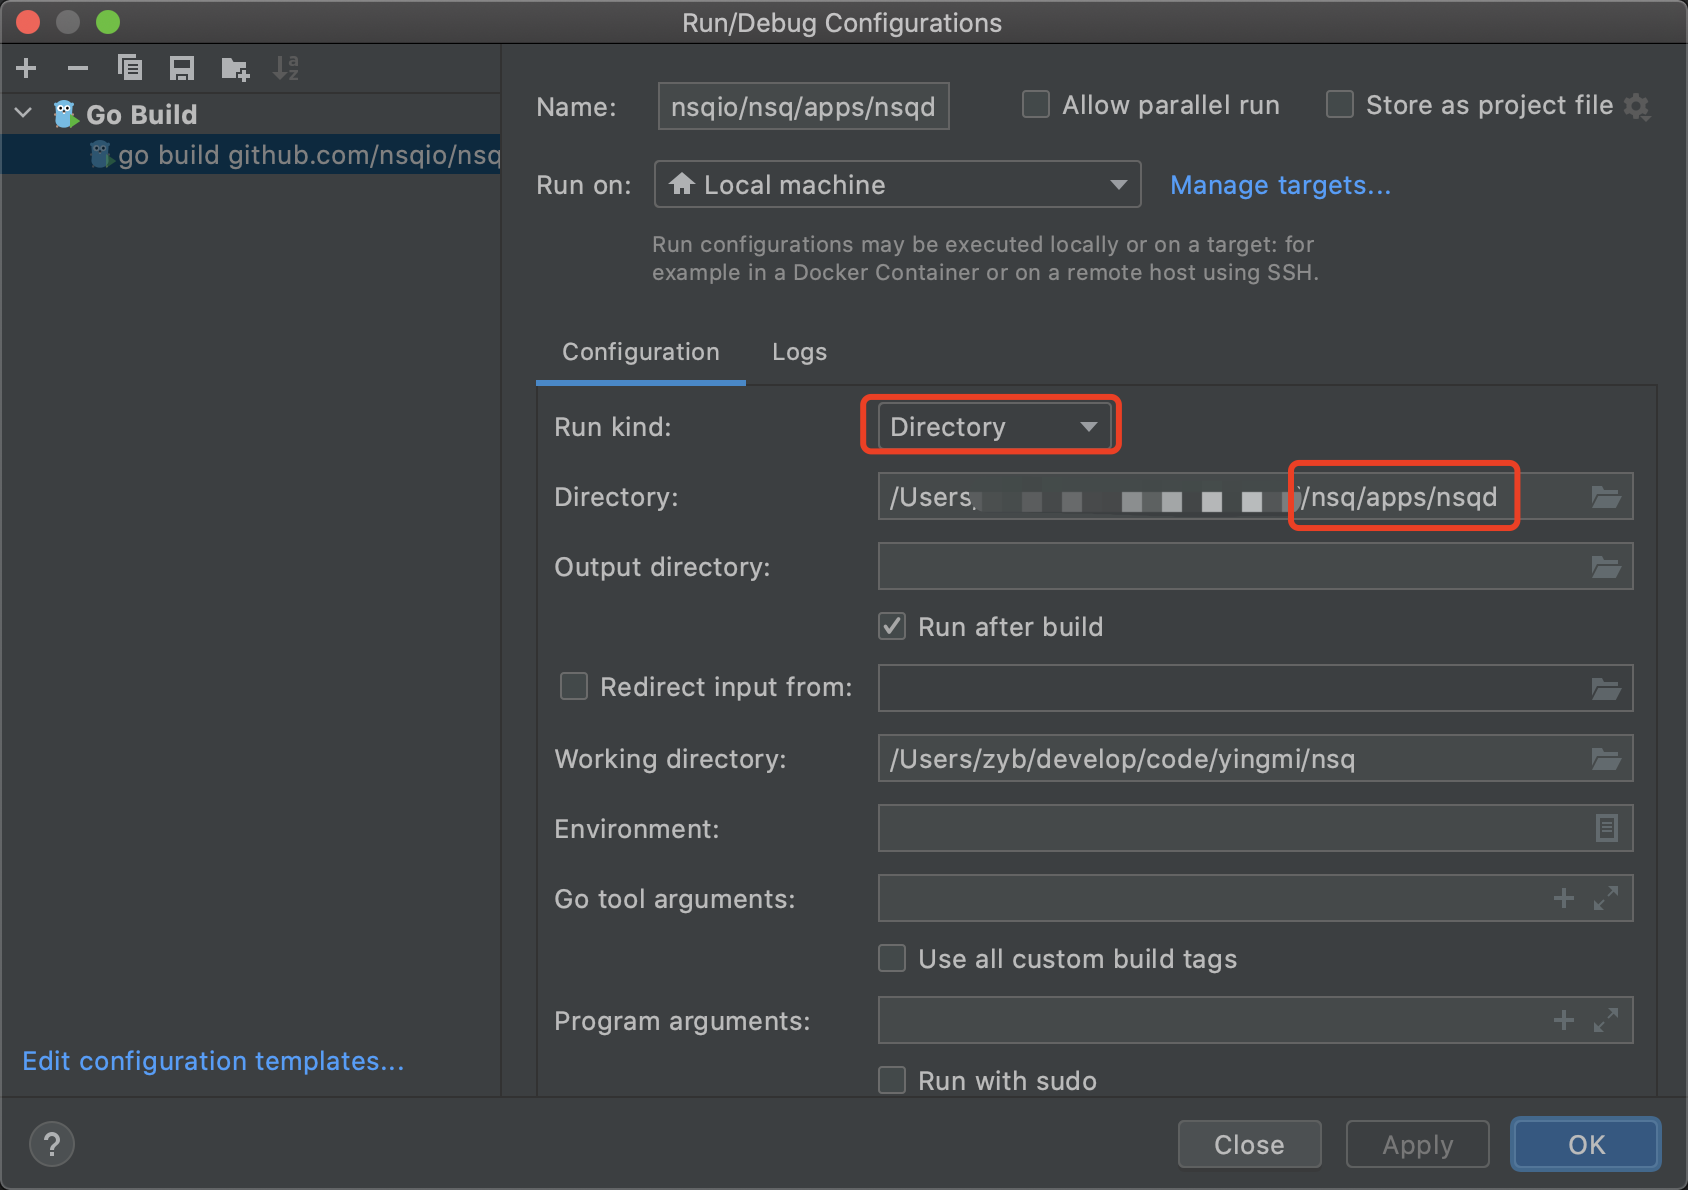 Run/Debug Configurations
Go Build
go build github.com/nsqio/nsq
Name: nsqio/nsq/apps/nsqd Allow parallel run Store as project file
Run on: Local machine Manage targets...
Run configurations may be executed locally or on a target: for
example in a Docker Container or on a remote host using SSH.
Configuration Logs
Run kind: Directory
Directory: /Users /nsq/apps/nsqd
Output directory:
Run after build
Redirect input from:
Working directory: /Users/zyb/develop/code/yingmi/nsq
Environment:
Go tool arguments:
Use all custom build tags
Program arguments:
Run with sudo
Edit configuration templates...
? Close Apply OK